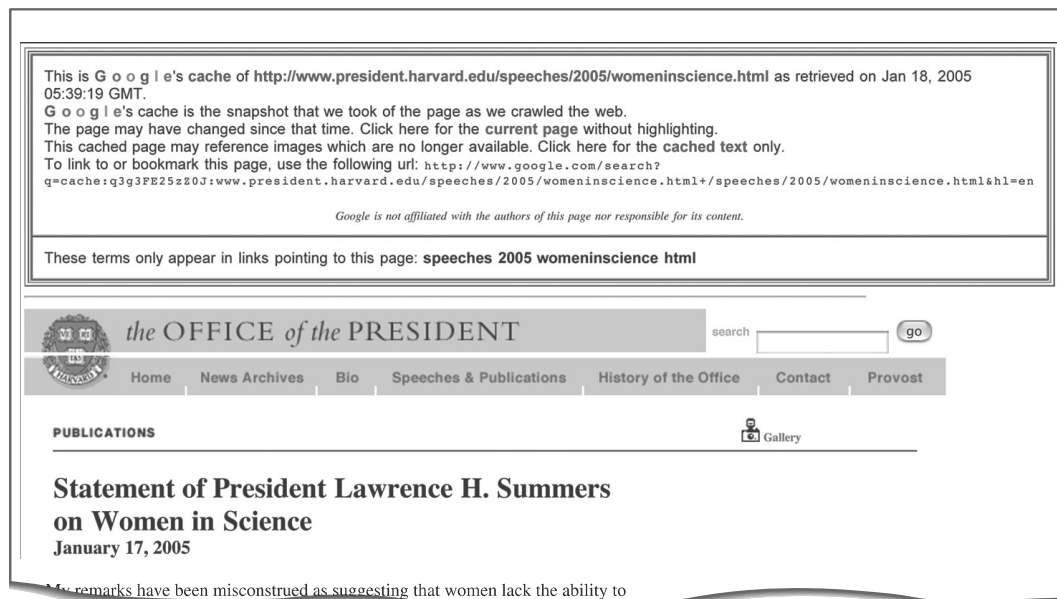 This is Google's cache of http://www.president.harvard.edu/speeches/2005/womeninscience.html as retrieved on Jan 18, 2005
05:39:19 GMT.
Google's cache is the snapshot that we took of the page as we crawled the web.
The page may have changed since that time. Click here for the current page without highlighting.
This cached page may reference images which are no longer available. Click here for the cached text only.
To link to or bookmark this page, use the following url: http://www.google.com/search?
q=cache:q3g3FE25zZ0J:www.president.harvard.edu/speeches/2005/womeninscience.html+/speeches/2005/womeninscience.html&hl=en
Google is not affiliated with the authors of this page nor responsible for its content.
These terms only appear in links pointing to this page: speeches 2005 womeninscience html
VE RI
TAS
HARVARD
the OFFICE of the PRESIDENT
search
go
Home News Archives Bio Speeches & Publications History of the Office Contact Provost
PUBLICATIONS
Gallery
Statement of President Lawrence H. Summers
on Women in Science
January 17, 2005
My remarks have been misconstrued as suggesting that women lack the ability to